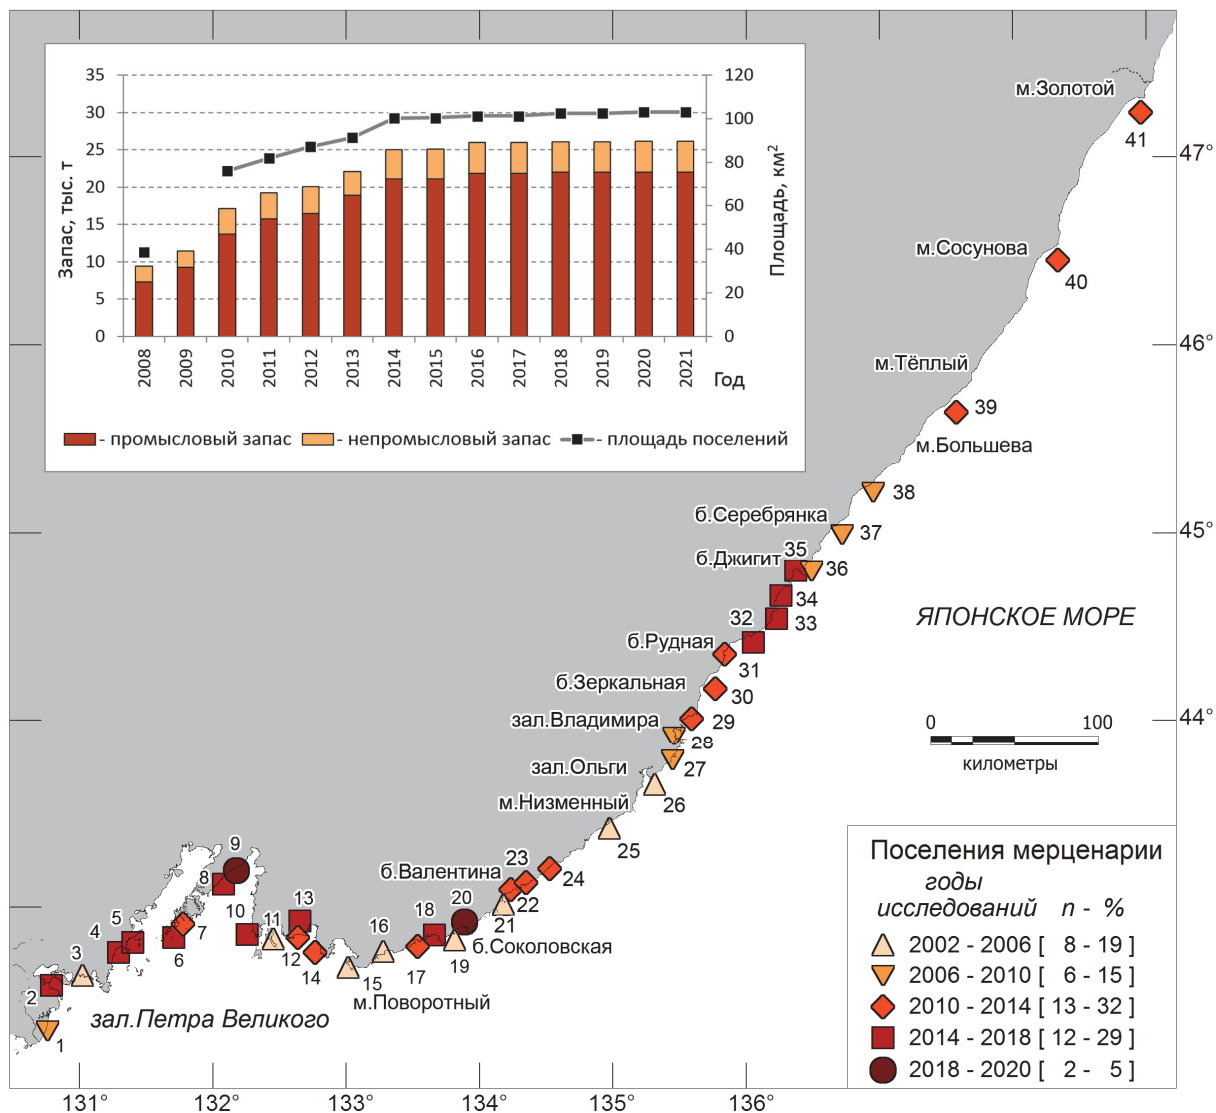 Запас, тыс. т
35
30
25
20
15
10
5
0
120
100
80
60
40
20
0
Площадь, км²
2008
2009
2010
2011
2012
2013
2014
2015
2016
2017
2018
2019
2020
2021
Год
- промысловый запас
- непромысловый запас
- площадь поселений
м.Золотой
41
47°
м.Сосунова
40
46°
м.Тёплый
39
м.Большева
38
б.Серебрянка
37
45°
35
б.Джигит
36
34
33
ЯПОНСКОЕ МОРЕ
32
б.Рудная
31
б.Зеркальная
30
зал.Владимира
29
44°
28
0
100
километры
зал.Ольги
27
м.Низменный
26
25
9
8
б.Валентина
23
24
22
21
20
19
18
17
16
15
14
13
12
11
10
7
6
5
4
3
2
1
б.Соколовская
м.Поворотный
зал.Петра Великого
Поселения мерценарии
годы
исследований n - %
2002 - 2006 [ 8 - 19 ]
2006 - 2010 [ 6 - 15 ]
2010 - 2014 [ 13 - 32 ]
2014 - 2018 [ 12 - 29 ]
2018 - 2020 [ 2 - 5 ]
131°
132°
133°
134°
135°
136°